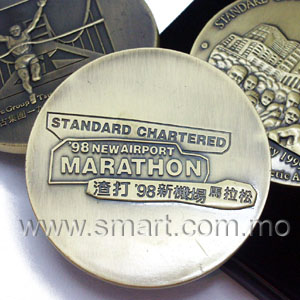 STANDARD CHARTERED
'98 NEW AIRPORT
MARATHON
渣打 '98 新機場 馬拉松
www.smart.com.mo
STANDARD